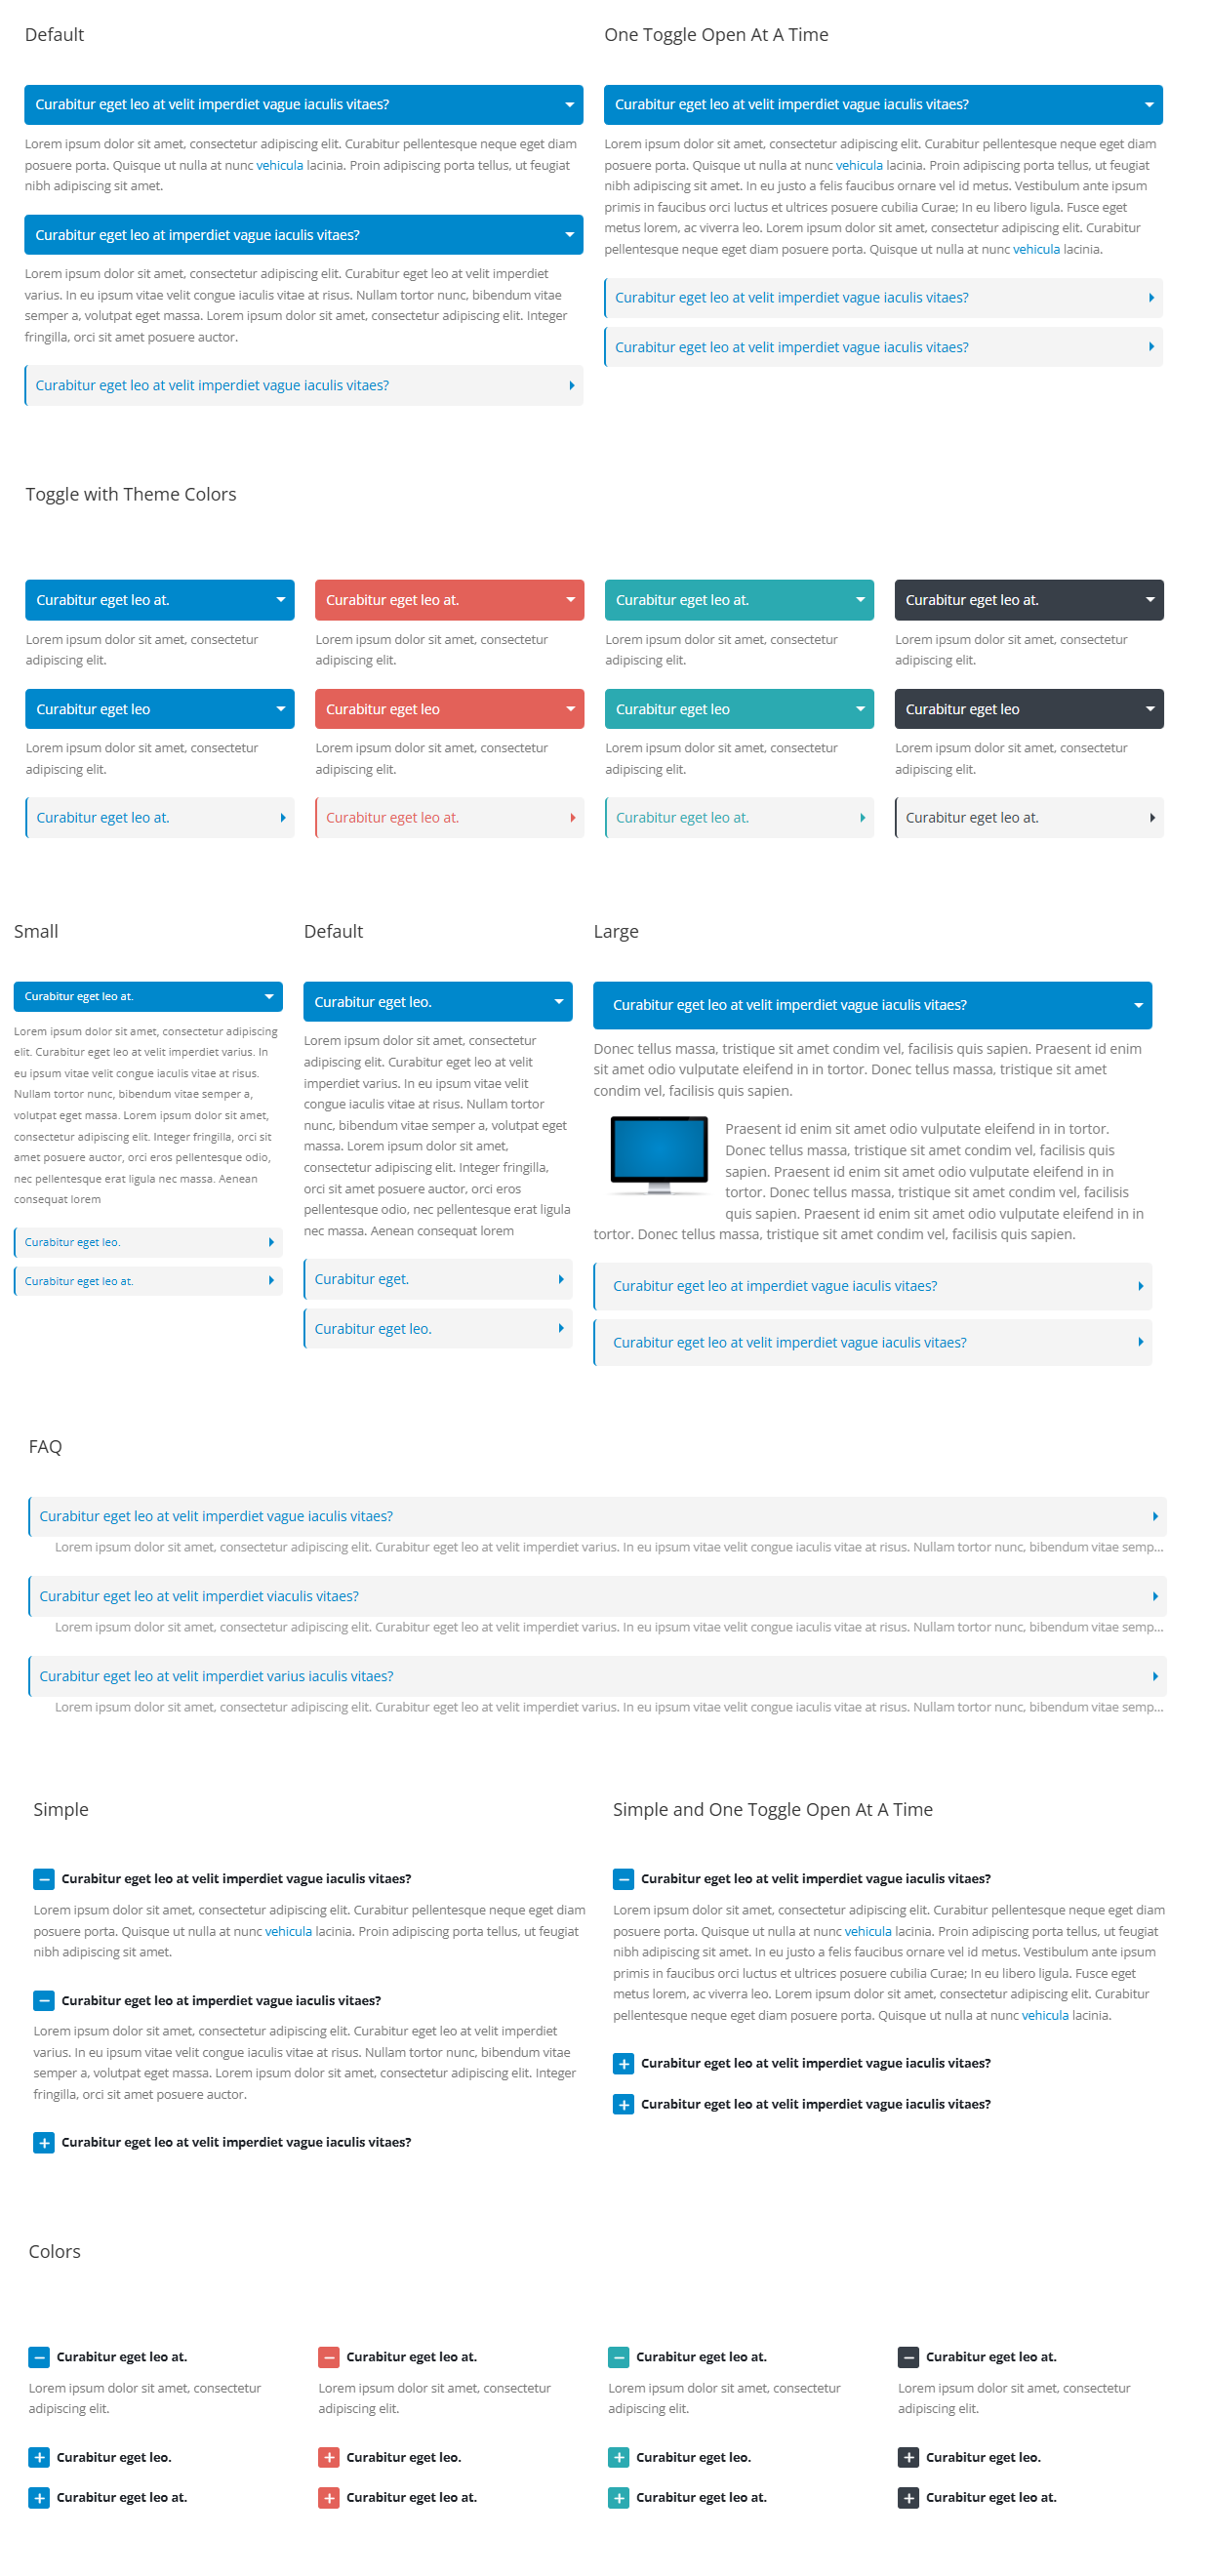 Default
Curabitur eget leo at velit imperdiet vague iaculis vitaes?
Lorem ipsum dolor sit amet, consectetur adipiscing elit. Curabitur pellentesque neque eget diam
posuere porta. Quisque ut nulla at nunc vehicula lacinia. Proin adipiscing porta tellus, ut feugiat
nibh adipiscing sit amet.
Curabitur eget leo at imperdiet vague iaculis vitaes?
Lorem ipsum dolor sit amet, consectetur adipiscing elit. Curabitur eget leo at velit imperdiet
varius. In eu ipsum vitae velit congue iaculis vitae at risus. Nullam tortor nunc, bibendum vitae
semper a, volutpat eget massa. Lorem ipsum dolor sit amet, consectetur adipiscing elit. Integer
fringilla, orci sit amet posuere auctor.
Curabitur eget leo at velit imperdiet vague iaculis vitaes?
One Toggle Open At A Time
Curabitur eget leo at velit imperdiet vague iaculis vitaes?
Lorem ipsum dolor sit amet, consectetur adipiscing elit. Curabitur pellentesque neque eget diam
posuere porta. Quisque ut nulla at nunc vehicula lacinia. Proin adipiscing porta tellus, ut feugiat
nibh adipiscing sit amet. In eu justo a felis faucibus ornare vel id metus. Vestibulum ante ipsum
primis in faucibus orci luctus et ultrices posuere cubilia Curae; In eu libero ligula. Fusce eget
metus lorem, ac viverra leo. Lorem ipsum dolor sit amet, consectetur adipiscing elit. Curabitur
pellentesque neque eget diam posuere porta. Quisque ut nulla at nunc vehicula lacinia.
Curabitur eget leo at velit imperdiet vague iaculis vitaes?
Curabitur eget leo at velit imperdiet vague iaculis vitaes?
Toggle with Theme Colors
Curabitur eget leo at.
Lorem ipsum dolor sit amet, consectetur
adipiscing elit.
Curabitur eget leo
Lorem ipsum dolor sit amet, consectetur
adipiscing elit.
Curabitur eget leo at.
Curabitur eget leo at.
Lorem ipsum dolor sit amet, consectetur
adipiscing elit.
Curabitur eget leo
Lorem ipsum dolor sit amet, consectetur
adipiscing elit.
Curabitur eget leo at.
Curabitur eget leo at.
Lorem ipsum dolor sit amet, consectetur
adipiscing elit.
Curabitur eget leo
Lorem ipsum dolor sit amet, consectetur
adipiscing elit.
Curabitur eget leo at.
Curabitur eget leo at.
Lorem ipsum dolor sit amet, consectetur
adipiscing elit.
Curabitur eget leo
Lorem ipsum dolor sit amet, consectetur
adipiscing elit.
Curabitur eget leo at.
Small
Curabitur eget leo at.
Lorem ipsum dolor sit amet, consectetur adipiscing
elit. Curabitur eget leo at velit imperdiet varius. In
eu ipsum vitae velit congue iaculis vitae at risus.
Nullam tortor nunc, bibendum vitae semper a,
volutpat eget massa. Lorem ipsum dolor sit amet,
consectetur adipiscing elit. Integer fringilla, orci sit
amet posuere auctor, orci eros pellentesque odio,
nec pellentesque erat ligula nec massa. Aenean
consequat lorem
Curabitur eget leo.
Curabitur eget leo at.
Default
Curabitur eget leo.
Lorem ipsum dolor sit amet, consectetur
adipiscing elit. Curabitur eget leo at velit
imperdiet varius. In eu ipsum vitae velit
congue iaculis vitae at risus. Nullam tortor
nunc, bibendum vitae semper a, volutpat eget
massa. Lorem ipsum dolor sit amet,
consectetur adipiscing elit. Integer fringilla,
orci sit amet posuere auctor, orci eros
pellentesque odio, nec pellentesque erat ligula
nec massa. Aenean consequat lorem
Curabitur eget.
Curabitur eget leo.
Large
Curabitur eget leo at velit imperdiet vague iaculis vitaes?
Donec tellus massa, tristique sit amet condim vel, facilisis quis sapien. Praesent id enim
sit amet odio vulputate eleifend in in tortor. Donec tellus massa, tristique sit amet
condim vel, facilisis quis sapien.
Praesent id enim sit amet odio vulputate eleifend in in tortor.
Donec tellus massa, tristique sit amet condim vel, facilisis quis
sapien. Praesent id enim sit amet odio vulputate eleifend in in
tortor. Donec tellus massa, tristique sit amet condim vel, facilisis
quis sapien. Praesent id enim sit amet odio vulputate eleifend in in
tortor. Donec tellus massa, tristique sit amet condim vel, facilisis quis sapien.
Curabitur eget leo at imperdiet vague iaculis vitaes?
Curabitur eget leo at velit imperdiet vague iaculis vitaes?
FAQ
Curabitur eget leo at velit imperdiet vague iaculis vitaes?
Lorem ipsum dolor sit amet, consectetur adipiscing elit. Curabitur eget leo at velit imperdiet varius. In eu ipsum vitae velit congue iaculis vitae at risus. Nullam tortor nunc, bibendum vitae semp...
Curabitur eget leo at velit imperdiet viaculis vitaes?
Lorem ipsum dolor sit amet, consectetur adipiscing elit. Curabitur eget leo at velit imperdiet varius. In eu ipsum vitae velit congue iaculis vitae at risus. Nullam tortor nunc, bibendum vitae semp...
Curabitur eget leo at velit imperdiet varius iaculis vitaes?
Lorem ipsum dolor sit amet, consectetur adipiscing elit. Curabitur eget leo at velit imperdiet varius. In eu ipsum vitae velit congue iaculis vitae at risus. Nullam tortor nunc, bibendum vitae semp...
Simple
Curabitur eget leo at velit imperdiet vague iaculis vitaes?
Lorem ipsum dolor sit amet, consectetur adipiscing elit. Curabitur pellentesque neque eget diam
posuere porta. Quisque ut nulla at nunc vehicula lacinia. Proin adipiscing porta tellus, ut feugiat
nibh adipiscing sit amet.
Curabitur eget leo at imperdiet vague iaculis vitaes?
Lorem ipsum dolor sit amet, consectetur adipiscing elit. Curabitur eget leo at velit imperdiet
varius. In eu ipsum vitae velit congue iaculis vitae at risus. Nullam tortor nunc, bibendum vitae
semper a, volutpat eget massa. Lorem ipsum dolor sit amet, consectetur adipiscing elit. Integer
fringilla, orci sit amet posuere auctor.
Curabitur eget leo at velit imperdiet vague iaculis vitaes?
Simple and One Toggle Open At A Time
Curabitur eget leo at velit imperdiet vague iaculis vitaes?
Lorem ipsum dolor sit amet, consectetur adipiscing elit. Curabitur pellentesque neque eget diam
posuere porta. Quisque ut nulla at nunc vehicula lacinia. Proin adipiscing porta tellus, ut feugiat
nibh adipiscing sit amet. In eu justo a felis faucibus ornare vel id metus. Vestibulum ante ipsum
primis in faucibus orci luctus et ultrices posuere cubilia Curae; In eu libero ligula. Fusce eget
metus lorem, ac viverra leo. Lorem ipsum dolor sit amet, consectetur adipiscing elit. Curabitur
pellentesque neque eget diam posuere porta. Quisque ut nulla at nunc vehicula lacinia.
Curabitur eget leo at velit imperdiet vague iaculis vitaes?
Curabitur eget leo at velit imperdiet vague iaculis vitaes?
Colors
Curabitur eget leo at.
Lorem ipsum dolor sit amet, consectetur
adipiscing elit.
Curabitur eget leo.
Curabitur eget leo at.
Curabitur eget leo at.
Lorem ipsum dolor sit amet, consectetur
adipiscing elit.
Curabitur eget leo.
Curabitur eget leo at.
Curabitur eget leo at.
Lorem ipsum dolor sit amet, consectetur
adipiscing elit.
Curabitur eget leo.
Curabitur eget leo at.
Curabitur eget leo at.
Lorem ipsum dolor sit amet, consectetur
adipiscing elit.
Curabitur eget leo.
Curabitur eget leo at.